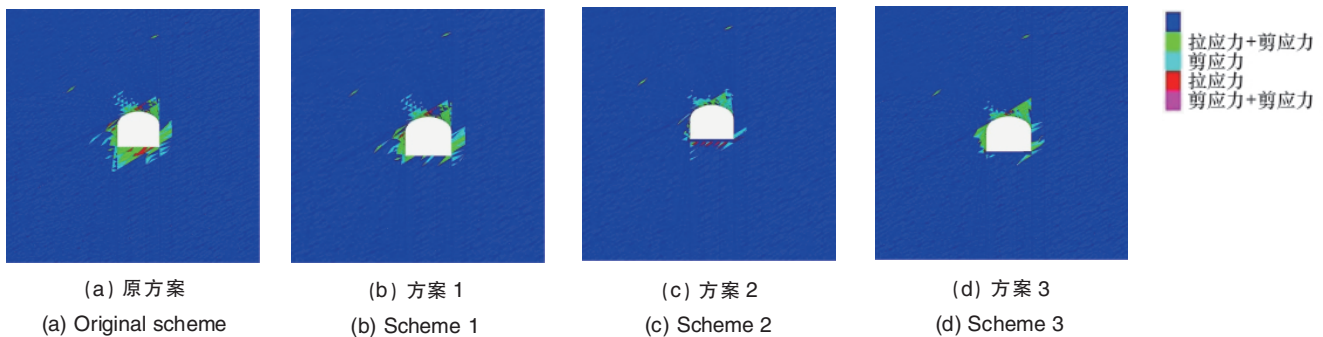 拉应力+剪应力
剪应力
拉应力
剪应力+剪应力
(a) 原方案
(b) 方案 1
(c) 方案 2
(d) 方案 3
(a) Original scheme
(b) Scheme 1
(c) Scheme 2
(d) Scheme 3